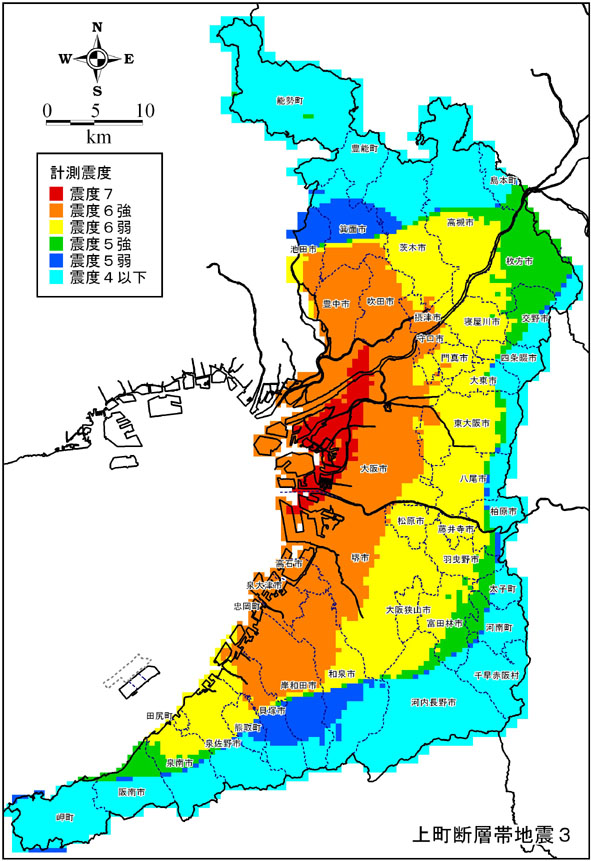 N
W E
S
0 5 10
km
計測震度
震度７
震度６強
震度６弱
震度５強
震度５弱
震度４以下
能勢町
豊能町
島本町
高槻市
箕面市
茨木市
池田市
枚方市
豊中市
吹田市
摂津市
交野市
寝屋川市
守口市
門真市
四条畷市
大東市
東大阪市
大阪市
八尾市
柏原市
松原市
藤井寺市
堺市
羽曳野市
高石市
泉大津市
太子町
忠岡町
大阪狭山市
富田林市
河南町
和泉市
千早赤阪村
岸和田市
河内長野市
貝塚市
田尻町
熊取町
泉佐野市
泉南市
阪南市
岬町
上町断層帯地震３